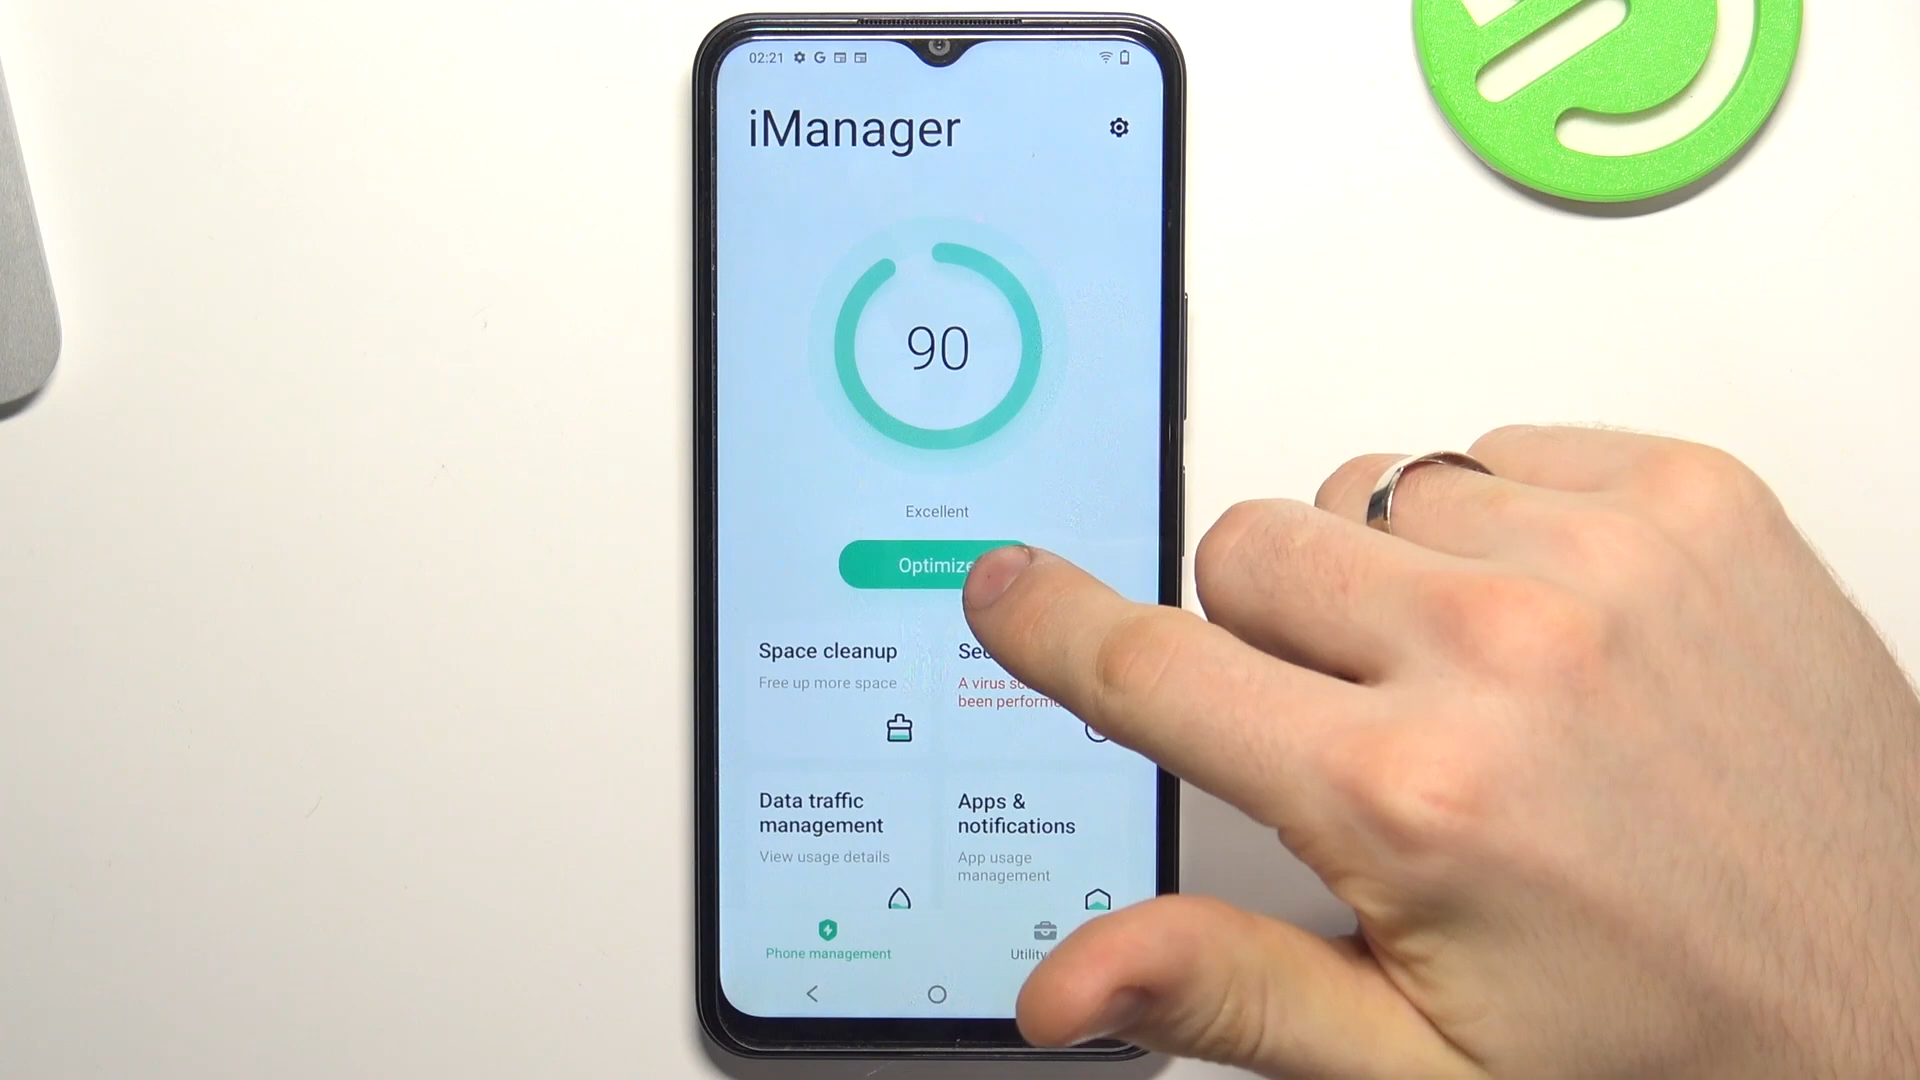 02:21
iManager
90
Excellent
Optimize
Space cleanup
Free up more space
A virus
been
Data traffic
management
View usage details
Apps &
notifications
App usage
management
Phone management
Utility